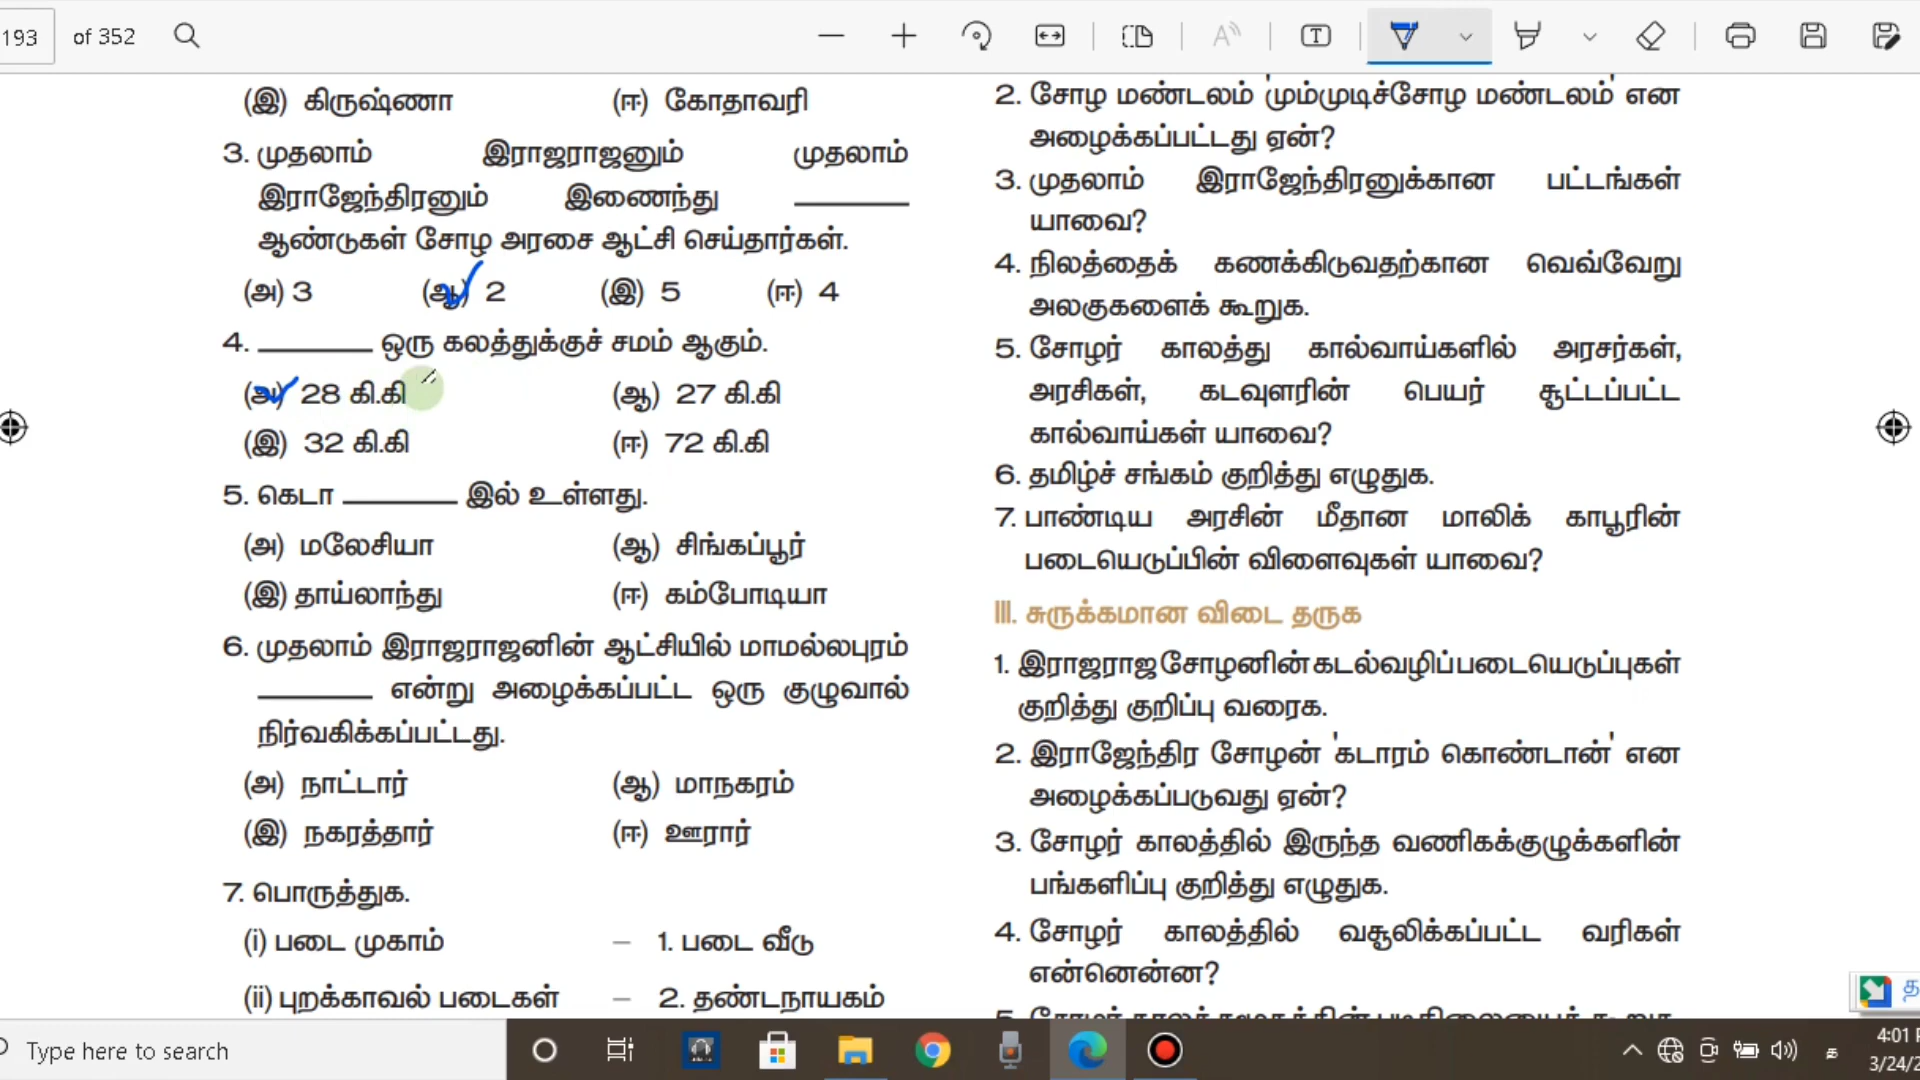 193 of 352
(இ) கிருஷ்ணா (ஈ) கோதாவரி
3. முதலாம் இராஜராஜனும் முதலாம்
இராஜேந்திரனும் இணைந்து ________
ஆண்டுகள் சோழ அரசை ஆட்சி செய்தார்கள்.
(அ) 3 (ஆ) 2 (இ) 5 (ஈ) 4
4. ________ ஒரு கலத்துக்குச் சமம் ஆகும்.
(அ) 28 கி.கி (ஆ) 27 கி.கி
(இ) 32 கி.கி (ஈ) 72 கி.கி
5. கெடா ________ இல் உள்ளது.
(அ) மலேசியா (ஆ) சிங்கப்பூர்
(இ) தாய்லாந்து (ஈ) கம்போடியா
6. முதலாம் இராஜராஜனின் ஆட்சியில் மாமல்லபுரம்
________ என்று அழைக்கப்பட்ட ஒரு குழுவால்
நிர்வகிக்கப்பட்டது.
(அ) நாட்டார் (ஆ) மாநகரம்
(இ) நகரத்தார் (ஈ) ஊரார்
7. பொருத்துக.
(i) படை முகாம் – 1. படை வீடு
(ii) புறக்காவல் படைகள் – 2. தண்டநாயகம்
2. சோழ மண்டலம் 'மும்முடிச்சோழ மண்டலம்' என
அழைக்கப்பட்டது ஏன்?
3. முதலாம் இராஜேந்திரனுக்கான பட்டங்கள்
யாவை?
4. நிலத்தைக் கணக்கிடுவதற்கான வெவ்வேறு
அலகுகளைக் கூறுக.
5. சோழர் காலத்து கால்வாய்களில் அரசர்கள்,
அரசிகள், கடவுளரின் பெயர் சூட்டப்பட்ட
கால்வாய்கள் யாவை?
6. தமிழ்ச் சங்கம் குறித்து எழுதுக.
7. பாண்டிய அரசின் மீதான மாலிக் காபூரின்
படையெடுப்பின் விளைவுகள் யாவை?
III. சுருக்கமான விடை தருக
1. இராஜராஜ சோழனின் கடல்வழிப் படையெடுப்புகள்
குறித்து குறிப்பு வரைக.
2. இராஜேந்திர சோழன் 'கடாரம் கொண்டான்' என
அழைக்கப்படுவது ஏன்?
3. சோழர் காலத்தில் இருந்த வணிகக்குழுக்களின்
பங்களிப்பு குறித்து எழுதுக.
4. சோழர் காலத்தில் வசூலிக்கப்பட்ட வரிகள்
என்னென்ன?
Type here to search
4:01
3/24/2